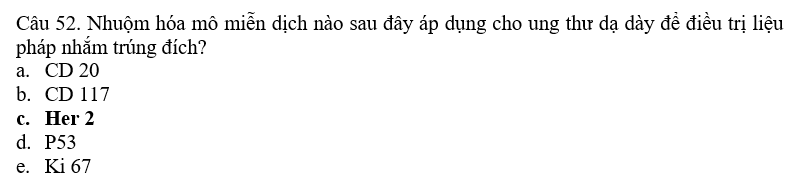 Câu 52. Nhuộm hóa mô miễn dịch nào sau đây áp dụng cho ung thư dạ dày để điều trị liệu
pháp nhắm trúng đích?
a. CD 20
b. CD 117
c. Her 2
d. P53
e. Ki 67